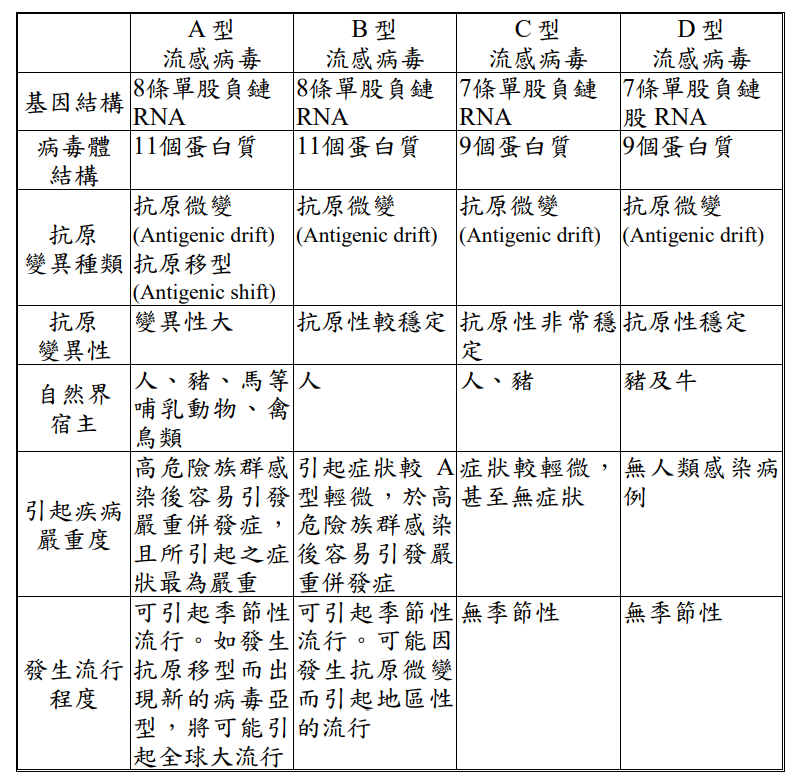 A 型
流感病毒
B 型
流感病毒
C 型
流感病毒
D 型
流感病毒
基因結構
8條單股負鏈
RNA
8條單股負鏈
RNA
7條單股負鏈
RNA
7條單股負鏈
股 RNA
病毒體
結構
11個蛋白質
11個蛋白質
9個蛋白質
9個蛋白質
抗原
變異種類
抗原微變
(Antigenic drift)
抗原移型
(Antigenic shift)
抗原微變
(Antigenic drift)
抗原微變
(Antigenic drift)
抗原微變
(Antigenic drift)
抗原
變異性
變異性大
抗原性較穩定
抗原性非常穩
定
抗原性穩定
自然界
宿主
人、豬、馬等
哺乳動物、禽
鳥類
人
人、豬
豬及牛
引起疾病
嚴重度
高危險族群感
染後容易引發
嚴重併發症，
且所引起之症
狀最為嚴重
引起症狀較 A
型輕微，於高
危險族群感染
後容易引發嚴
重併發症
症狀較輕微，
甚至無症狀
無人類感染病
例
發生流行
程度
可引起季節性
流行。如發生
抗原移型而出
現新的病毒亞
型，將可能引
起全球大流行
可引起季節性
流行。可能因
發生抗原微變
而引起地區性
的流行
無季節性
無季節性